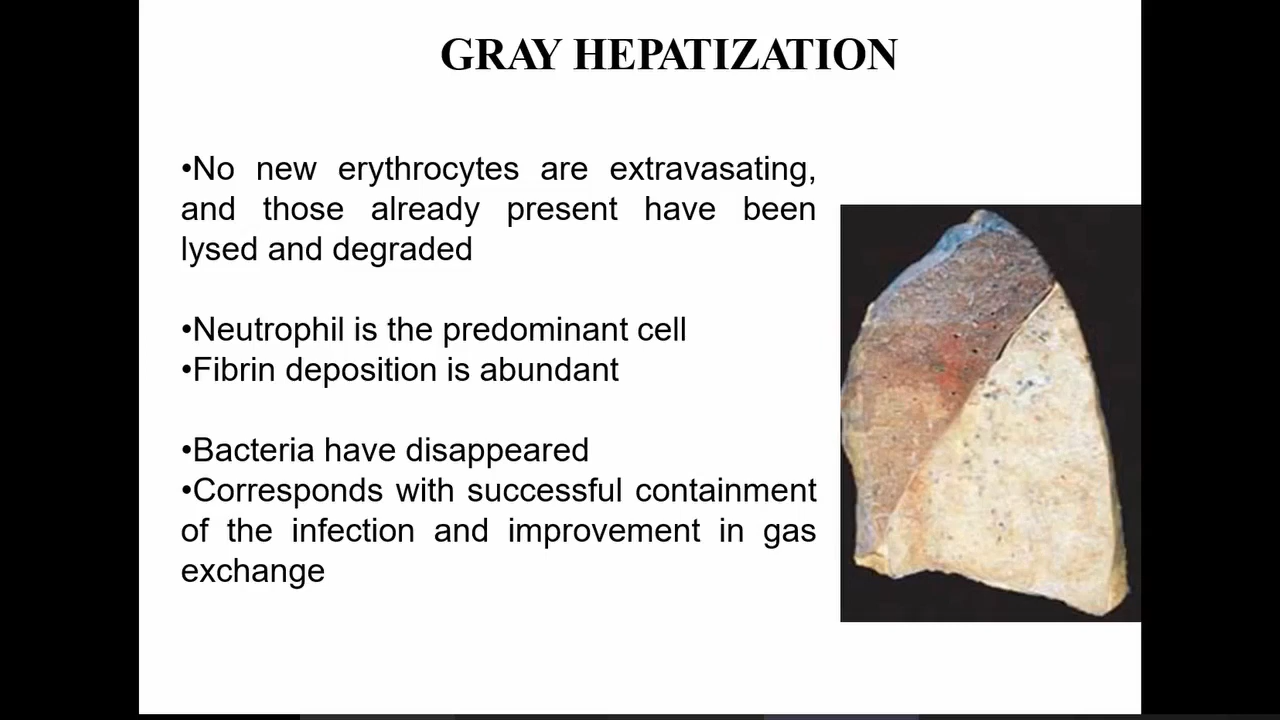 GRAY HEPATIZATION
•No new erythrocytes are extravasating,
and those already present have been
lysed and degraded
•Neutrophil is the predominant cell
•Fibrin deposition is abundant
•Bacteria have disappeared
•Corresponds with successful containment
of the infection and improvement in gas
exchange